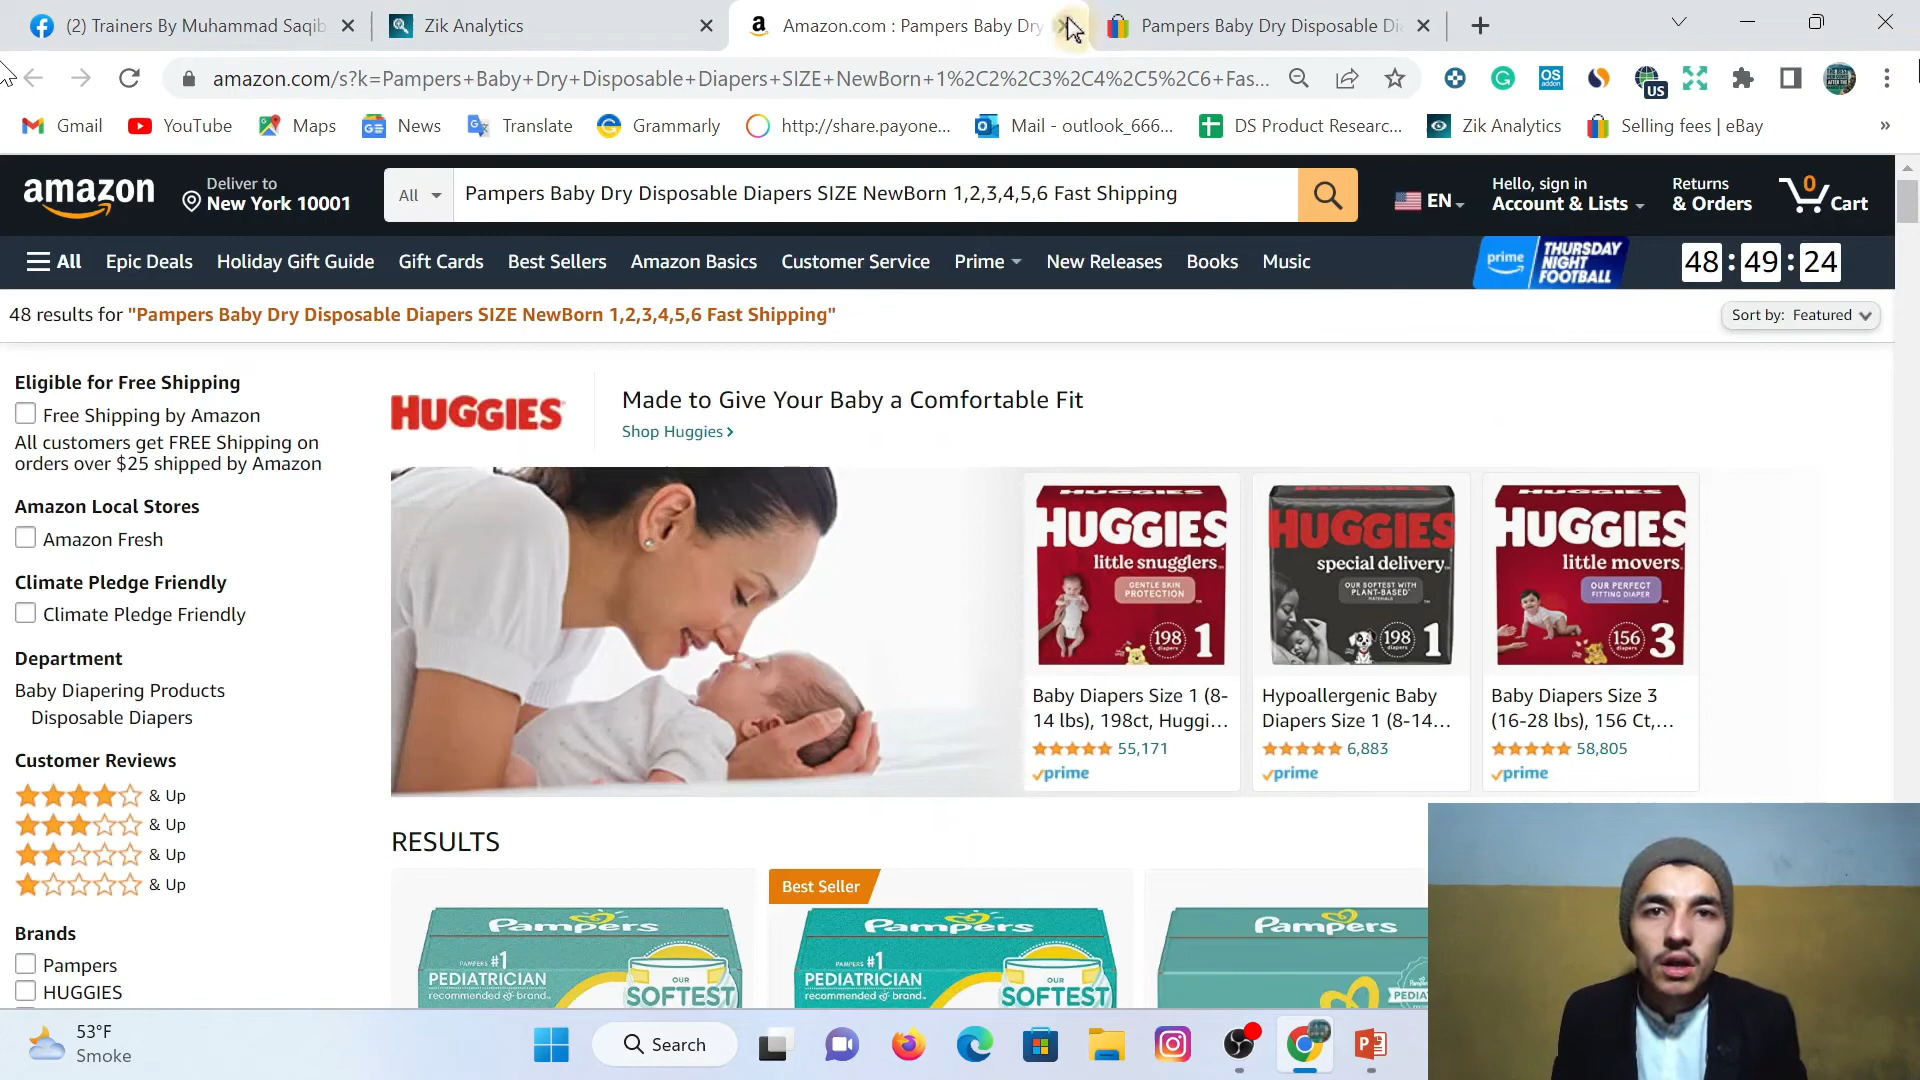 (2) Trainers By Muhammad Saqib
Zik Analytics
Amazon.com : Pampers Baby Dry
Pampers Baby Dry Disposable Di
amazon.com/s?k=Pampers+Baby+Dry+Disposable+Diapers+SIZE+NewBorn+1%2C2%2C3%2C4%2C5%2C6+Fas...
OS
addon
US
Gmail
YouTube
Maps
News
Translate
Grammarly
http://share.payone...
Mail - outlook_666...
DS Product Researc...
Zik Analytics
Selling fees | eBay
»
amazon
Deliver to
New York 10001
All
Pampers Baby Dry Disposable Diapers SIZE NewBorn 1,2,3,4,5,6 Fast Shipping
EN
Hello, sign in
Account & Lists
Returns
& Orders
0
Cart
All
Epic Deals
Holiday Gift Guide
Gift Cards
Best Sellers
Amazon Basics
Customer Service
Prime
New Releases
Books
Music
prime
THURSDAY
NIGHT
FOOTBALL
48 : 49 : 24
48 results for "Pampers Baby Dry Disposable Diapers SIZE NewBorn 1,2,3,4,5,6 Fast Shipping"
Sort by: Featured
Eligible for Free Shipping
Free Shipping by Amazon
All customers get FREE Shipping on
orders over $25 shipped by Amazon
Amazon Local Stores
Amazon Fresh
Climate Pledge Friendly
Climate Pledge Friendly
Department
Baby Diapering Products
Disposable Diapers
Customer Reviews
& Up
& Up
& Up
& Up
Brands
Pampers
HUGGIES
HUGGIES
Made to Give Your Baby a Comfortable Fit
Shop Huggies ›
HUGGIES
little snugglers
GENTLE SKIN
PROTECTION
198
1
Baby Diapers Size 1 (8-
14 lbs), 198ct, Huggi...
55,171
prime
HUGGIES
special delivery
OUR SOFTEST WITH
PLANT-BASED
198
1
Hypoallergenic Baby
Diapers Size 1 (8-14...
6,883
prime
HUGGIES
little movers
OUR PERFECT
FITTING DIAPER
156
3
Baby Diapers Size 3
(16-28 lbs), 156 Ct,...
58,805
prime
RESULTS
Pampers
PAMPERS #1
PEDIATRICIAN
recommended brand
OUR
SOFTEST
Best Seller
Pampers
PAMPERS #1
PEDIATRICIAN
recommended brand
OUR
SOFTEST
Pampers
53°F
Smoke
Search